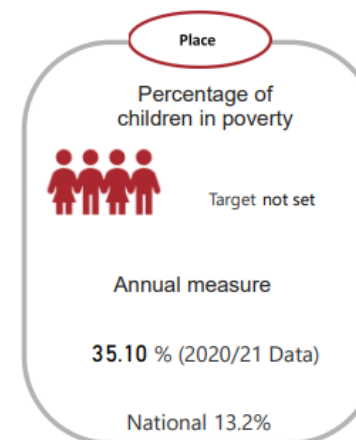 Place
Percentage of
children in poverty
Target not set
Annual measure
35.10 % (2020/21 Data)
National 13.2%